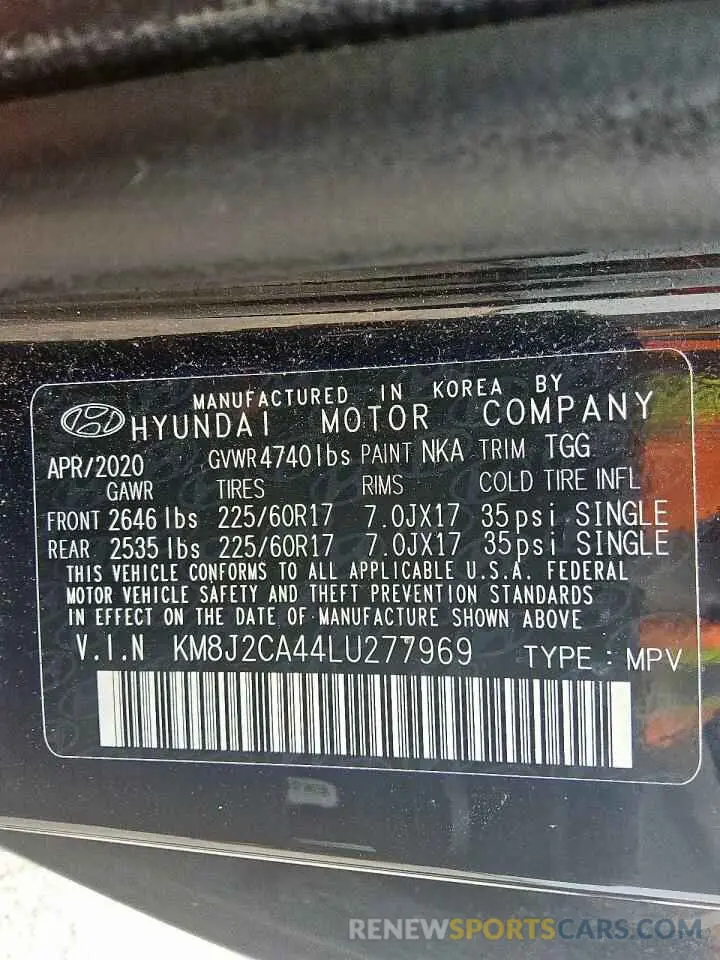 MANUFACTURED IN KOREA BY
HYUNDAI MOTOR COMPANY
APR/2020 GVWR 4740lbs PAINT NKA TRIM TGG
GAWR TIRES RIMS COLD TIRE INFL
FRONT 2646 lbs 225/60R17 7.0JX17 35psi SINGLE
REAR 2535 lbs 225/60R17 7.0JX17 35psi SINGLE
THIS VEHICLE CONFORMS TO ALL APPLICABLE U.S.A. FEDERAL
MOTOR VEHICLE SAFETY AND THEFT PREVENTION STANDARDS
IN EFFECT ON THE DATE OF MANUFACTURE SHOWN ABOVE
V.I.N KM8J2CA44LU277969 TYPE : MPV
RENEWSPORTSCARS.COM